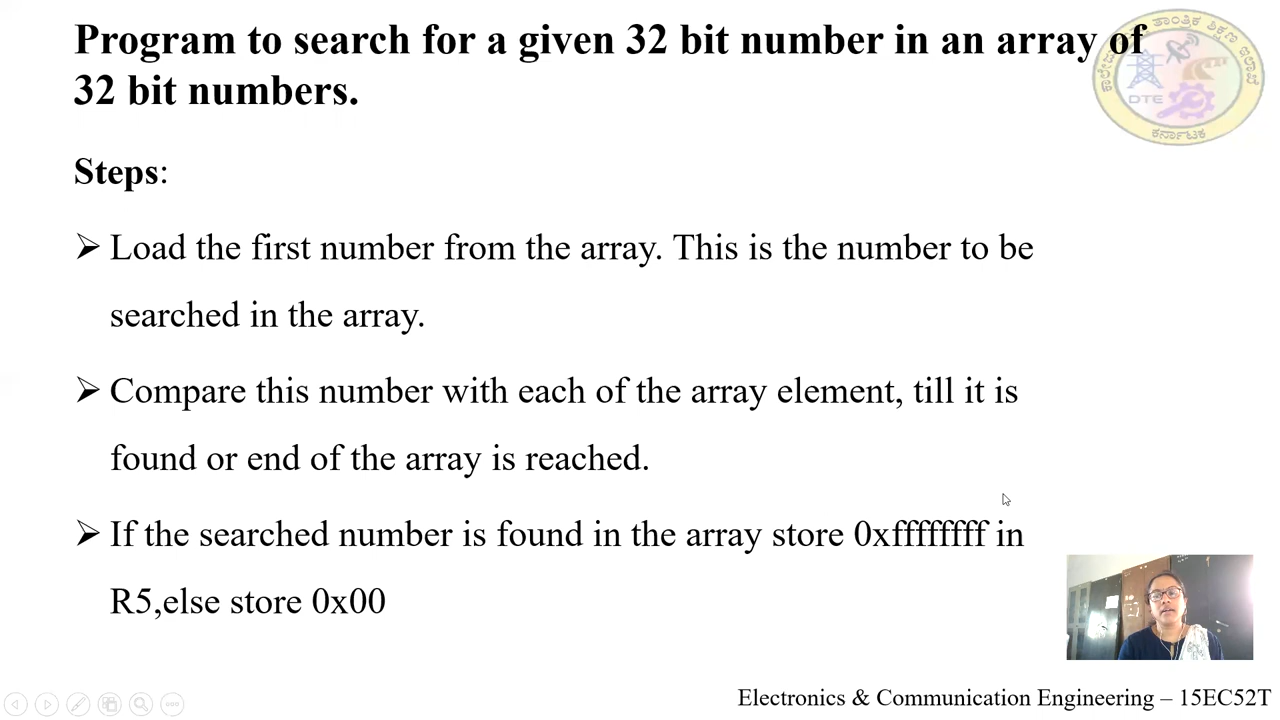 Program to search for a given 32 bit number in an array of
32 bit numbers.
DTE
ಕರ್ನಾಟಕ
Steps:
➢ Load the first number from the array. This is the number to be
searched in the array.
➢ Compare this number with each of the array element, till it is
found or end of the array is reached.
➢ If the searched number is found in the array store 0xffffffff in
R5,else store 0x00
Electronics & Communication Engineering – 15EC52T